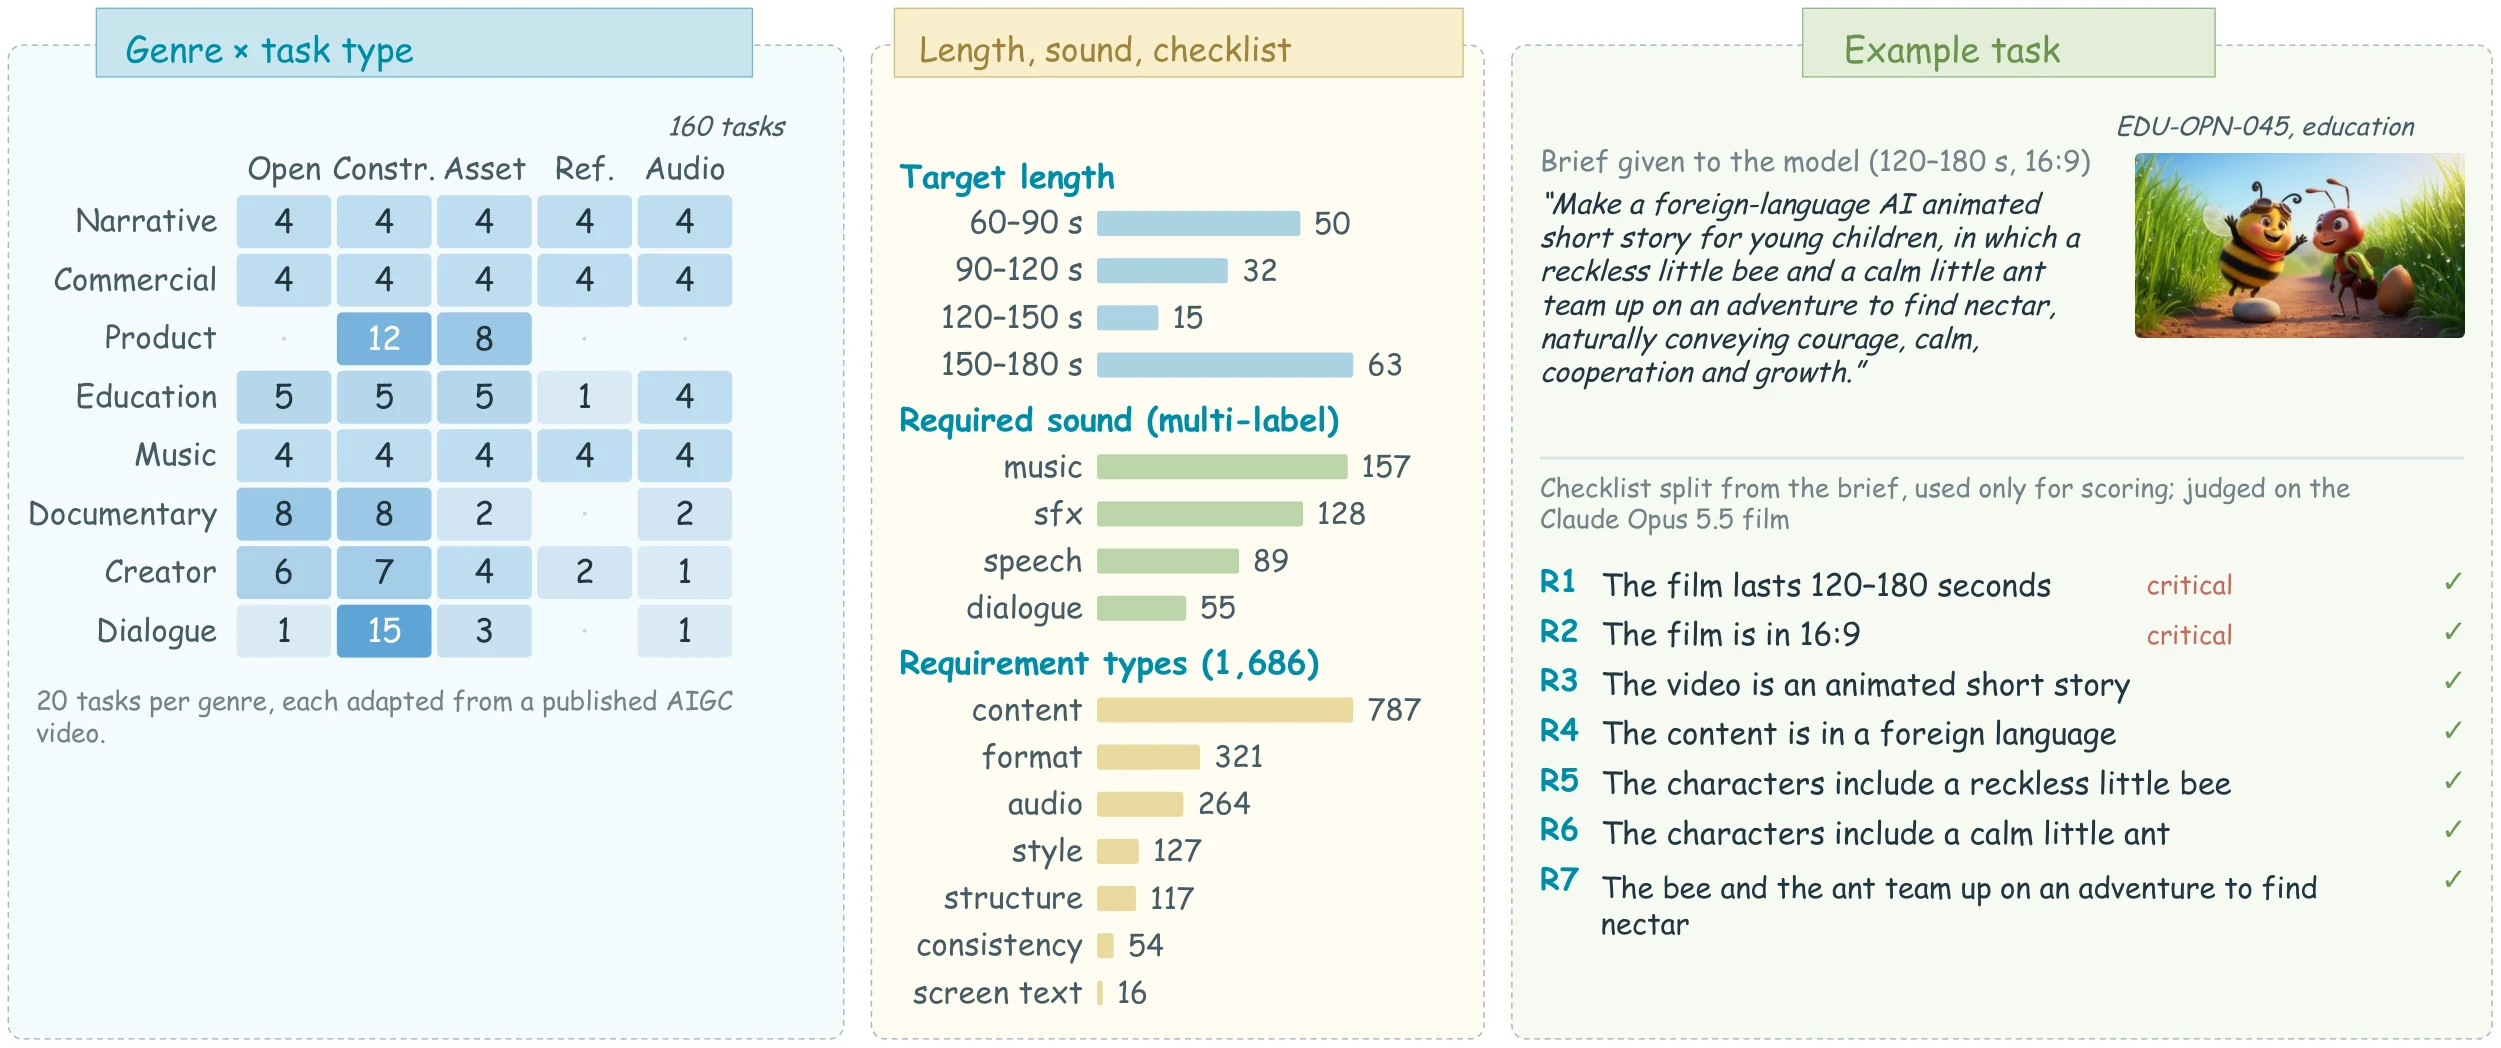 Genre × task type
160 tasks
Open Constr. Asset Ref. Audio
Narrative 4 4 4 4 4
Commercial 4 4 4 4 4
Product · 12 8 · ·
Education 5 5 5 1 4
Music 4 4 4 4 4
Documentary 8 8 2 · 2
Creator 6 7 4 2 1
Dialogue 1 15 3 · 1
20 tasks per genre, each adapted from a published AIGC
video.
Length, sound, checklist
Target length
60–90 s 50
90–120 s 32
120–150 s 15
150–180 s 63
Required sound (multi-label)
music 157
sfx 128
speech 89
dialogue 55
Requirement types (1,686)
content 787
format 321
audio 264
style 127
structure 117
consistency 54
screen text 16
Example task
EDU-OPN-045, education
Brief given to the model (120–180 s, 16:9)
"Make a foreign-language AI animated
short story for young children, in which a
reckless little bee and a calm little ant
team up on an adventure to find nectar,
naturally conveying courage, calm,
cooperation and growth."
Checklist split from the brief, used only for scoring; judged on the
Claude Opus 5.5 film
R1 The film lasts 120–180 seconds critical ✓
R2 The film is in 16:9 critical ✓
R3 The video is an animated short story ✓
R4 The content is in a foreign language ✓
R5 The characters include a reckless little bee ✓
R6 The characters include a calm little ant ✓
R7 The bee and the ant team up on an adventure to find ✓
nectar